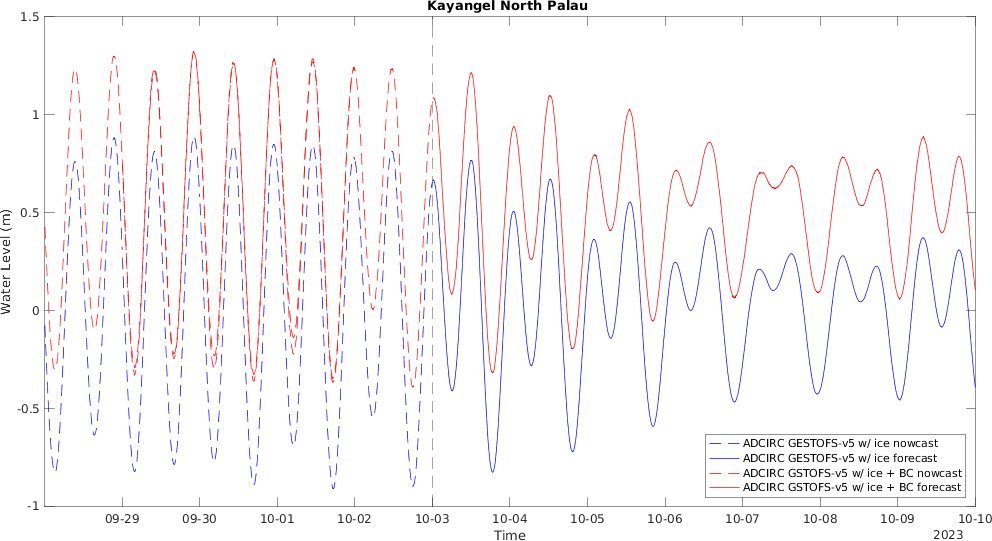 Kayangel North Palau
1.5
1
0.5
0
-0.5
-1
Water Level (m)
09-29 09-30 10-01 10-02 10-03 10-04 10-05 10-06 10-07 10-08 10-09 10-10
Time
2023
ADCIRC GESTOFS-v5 w/ ice nowcast
ADCIRC GESTOFS-v5 w/ ice forecast
ADCIRC GSTOFS-v5 w/ ice + BC nowcast
ADCIRC GSTOFS-v5 w/ ice + BC forecast